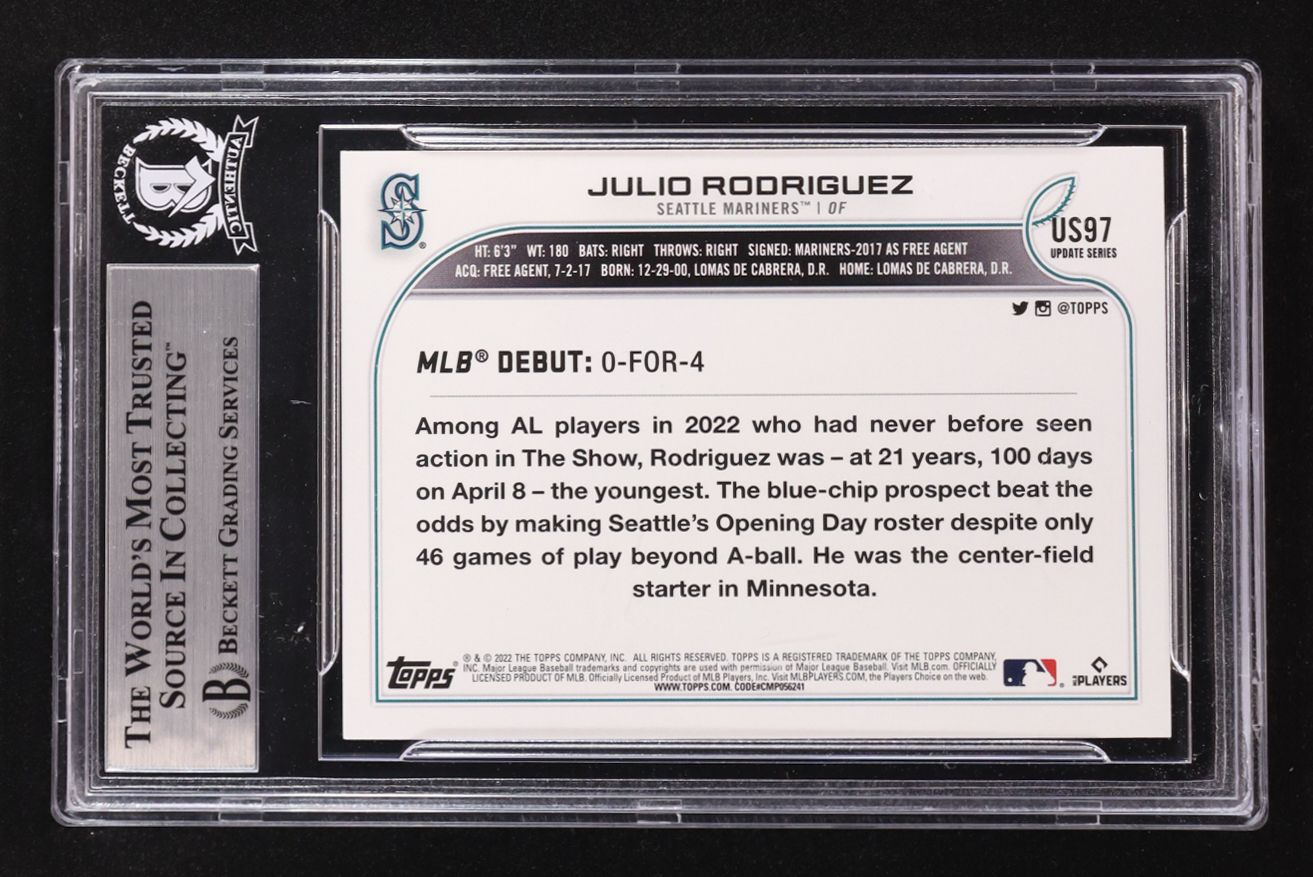 BECKETT
AUTHENTIC
B
THE WORLD'S MOST TRUSTED
SOURCE IN COLLECTING™
B BECKETT GRADING SERVICES
S®
JULIO RODRIGUEZ
SEATTLE MARINERS™ | OF
US97
UPDATE SERIES
HT: 6'3" WT: 180 BATS: RIGHT THROWS: RIGHT SIGNED: MARINERS-2017 AS FREE AGENT
ACQ: FREE AGENT, 7-2-17 BORN: 12-29-00, LOMAS DE CABRERA, D.R. HOME: LOMAS DE CABRERA, D.R.
@TOPPS
MLB® DEBUT: 0-FOR-4
Among AL players in 2022 who had never before seen
action in The Show, Rodriguez was – at 21 years, 100 days
on April 8 – the youngest. The blue-chip prospect beat the
odds by making Seattle's Opening Day roster despite only
46 games of play beyond A-ball. He was the center-field
starter in Minnesota.
topps®
® & © 2022 THE TOPPS COMPANY, INC. ALL RIGHTS RESERVED. TOPPS IS A REGISTERED TRADEMARK OF THE TOPPS COMPANY,
INC. Major League Baseball trademarks and copyrights are used with permission of Major League Baseball. Visit MLB.com. OFFICIALLY
LICENSED PRODUCT OF MLB. Officially Licensed Product of MLB Players, Inc. Visit MLBPLAYERS.COM, the Players Choice on the web.
WWW.TOPPS.COM. CODE#CMP056241
PLAYERS